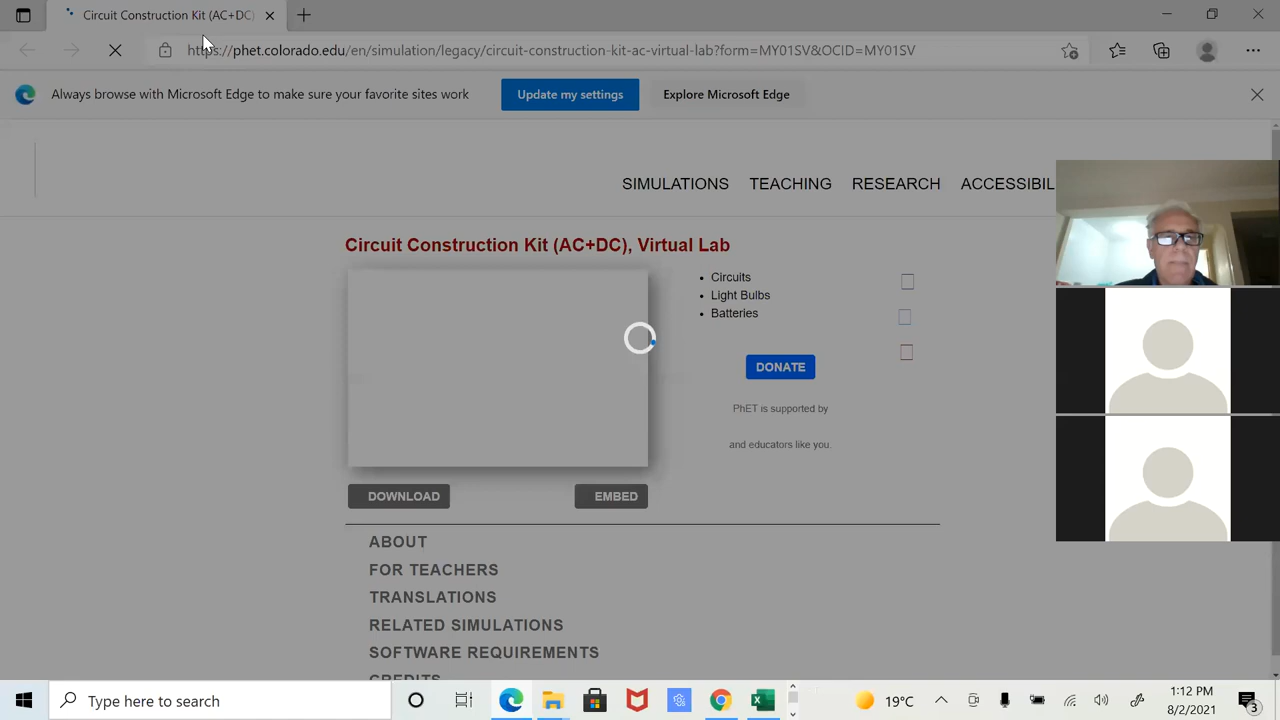 Circuit Construction Kit (AC+DC)
https://phet.colorado.edu/en/simulation/legacy/circuit-construction-kit-ac-virtual-lab?form=MY01SV&OCID=MY01SV
Always browse with Microsoft Edge to make sure your favorite sites work
Update my settings
Explore Microsoft Edge
SIMULATIONS
TEACHING
RESEARCH
ACCESSIBIL
Circuit Construction Kit (AC+DC), Virtual Lab
Circuits
Light Bulbs
Batteries
DONATE
PhET is supported by
and educators like you.
DOWNLOAD
EMBED
ABOUT
FOR TEACHERS
TRANSLATIONS
RELATED SIMULATIONS
SOFTWARE REQUIREMENTS
CREDITS
Type here to search
19°C
1:12 PM
8/2/2021
3